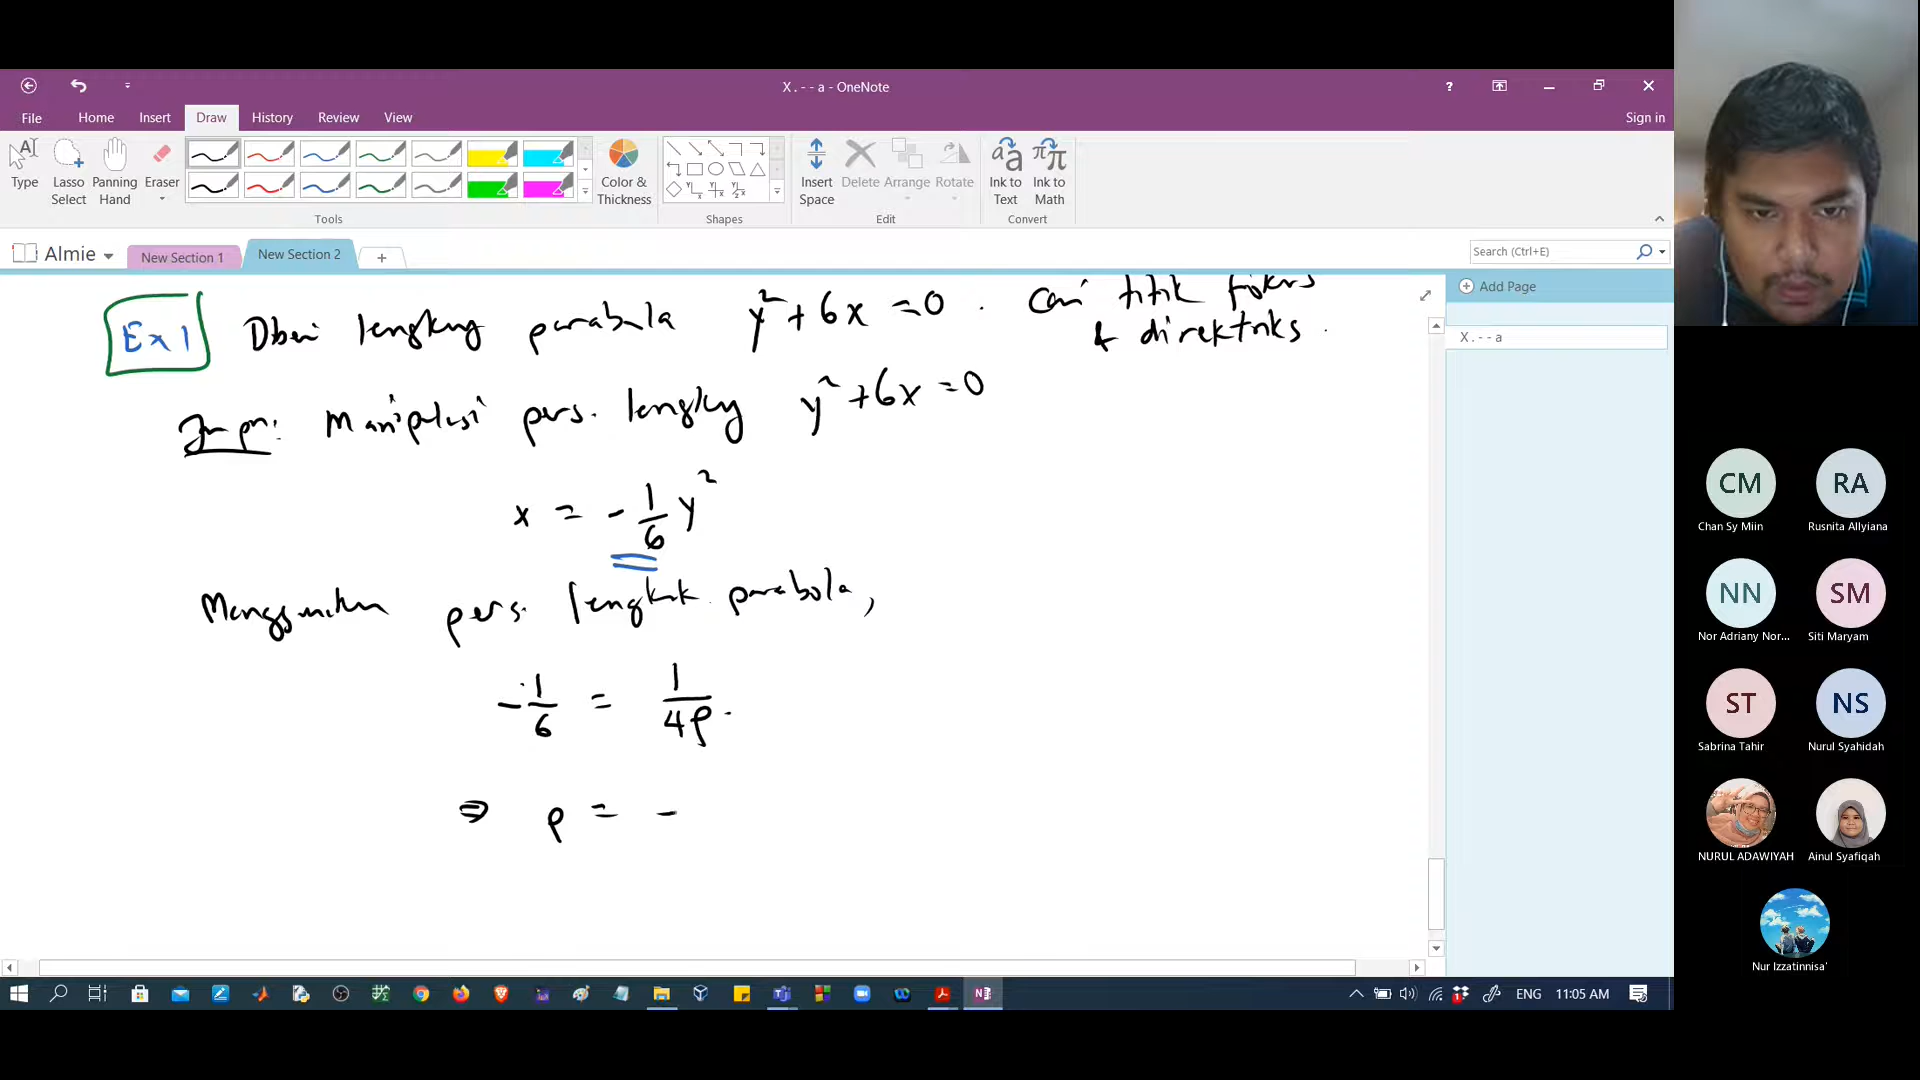 X . - - a - OneNote
?
File Home Insert Draw History Review View
Sign in
Type
Lasso Select
Panning Hand
Eraser
Color & Thickness
Insert Space
Delete
Arrange
Rotate
Ink to Text
Ink to Math
Tools
Shapes
Edit
Convert
Almie
New Section 1
New Section 2
+
Search (Ctrl+E)
Add Page
X . - - a
Ex 1
Dberi lengkung parabola y² + 6x = 0 . Cari titik fokus
& direktriks .
Manipulasi pers. lengkung y² + 6x = 0
x = - 1/6 y²
Menggunakan pers. lengkuk parabola,
- 1/6 = 1/4p .
⇒ p = -
CM
Chan Sy Miin
RA
Rusnita Allyiana
NN
Nor Adriany Nor...
SM
Siti Maryam
ST
Sabrina Tahir
NS
Nurul Syahidah
NURUL ADAWIYAH
Ainul Syafiqah
Nur Izzatinnisa'
ENG
11:05 AM